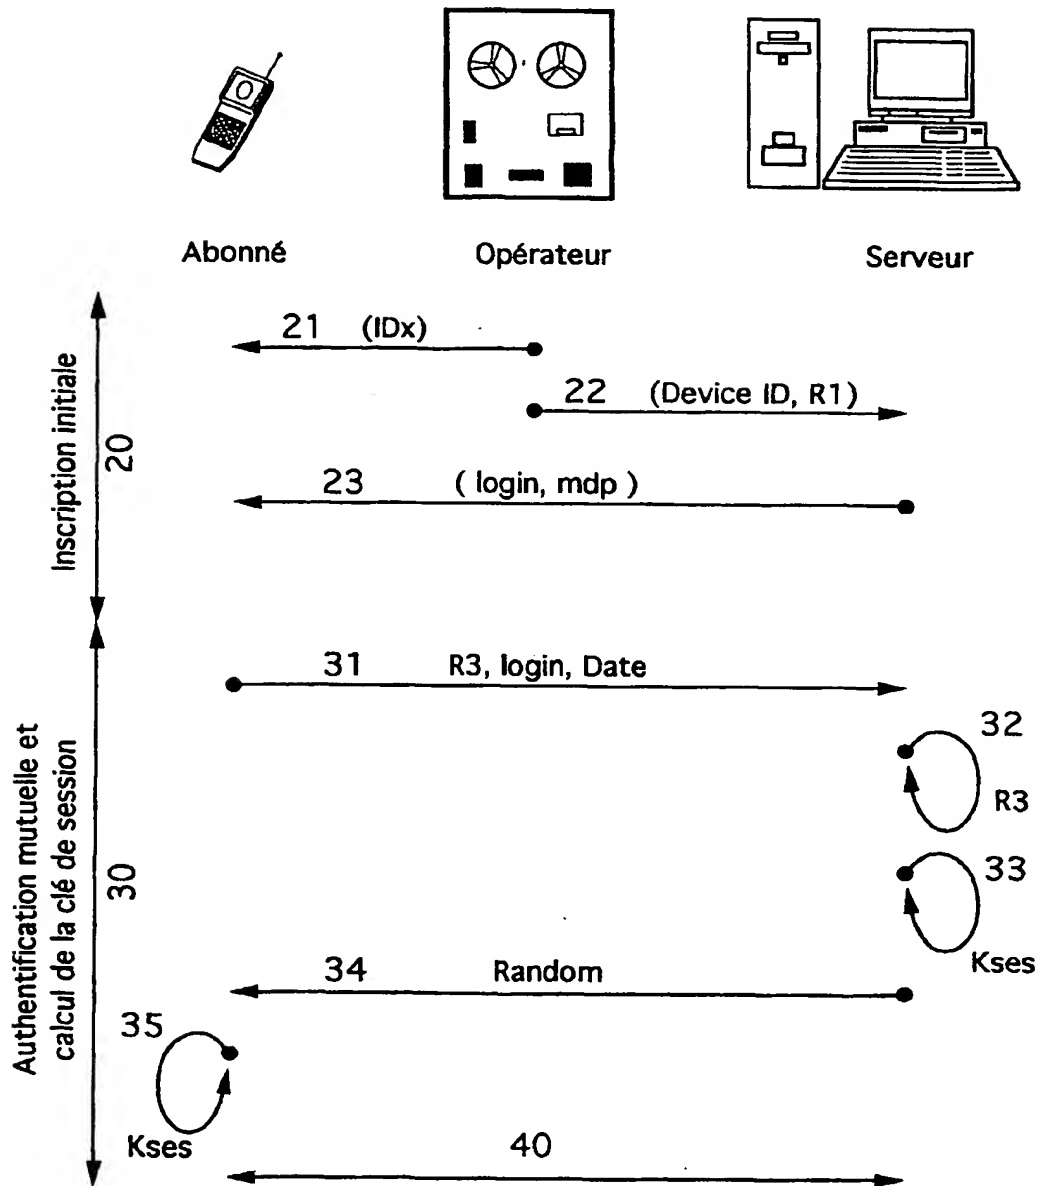 Abonné
Opérateur
Serveur
21 (IDx)
22 (Device ID, R1)
23 ( login, mdp )
Inscription initiale
20
31 R3, login, Date
32
R3
33
Kses
34 Random
35
Kses
Authentification mutuelle et
calcul de la clé de session
30
40